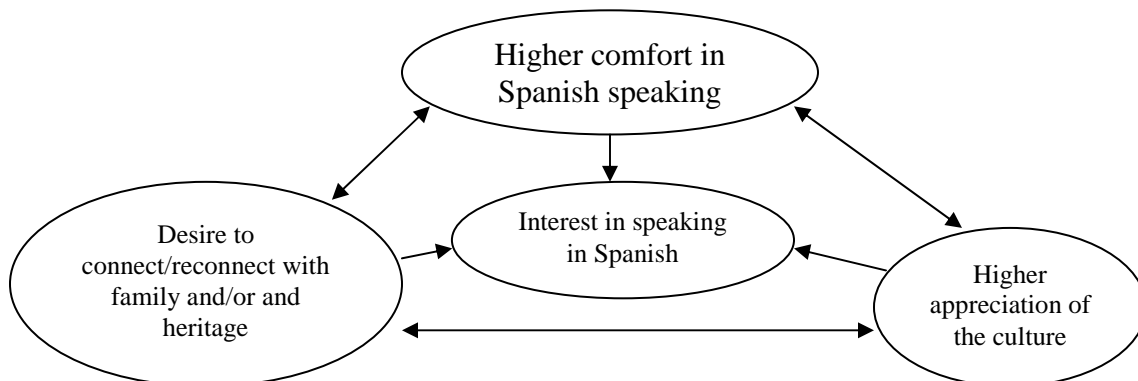 Higher comfort in
Spanish speaking
Desire to
connect/reconnect with
family and/or and
heritage
Interest in speaking
in Spanish
Higher
appreciation of
the culture